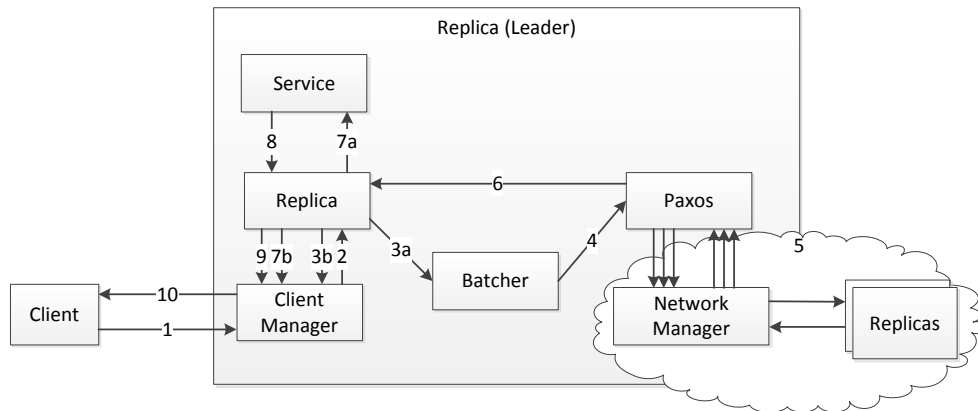 Replica (Leader)
Service
8
7a
Replica
6
Paxos
9
7b
3b
2
3a
4
5
Batcher
Client
10
1
Client
Manager
Network
Manager
Replicas